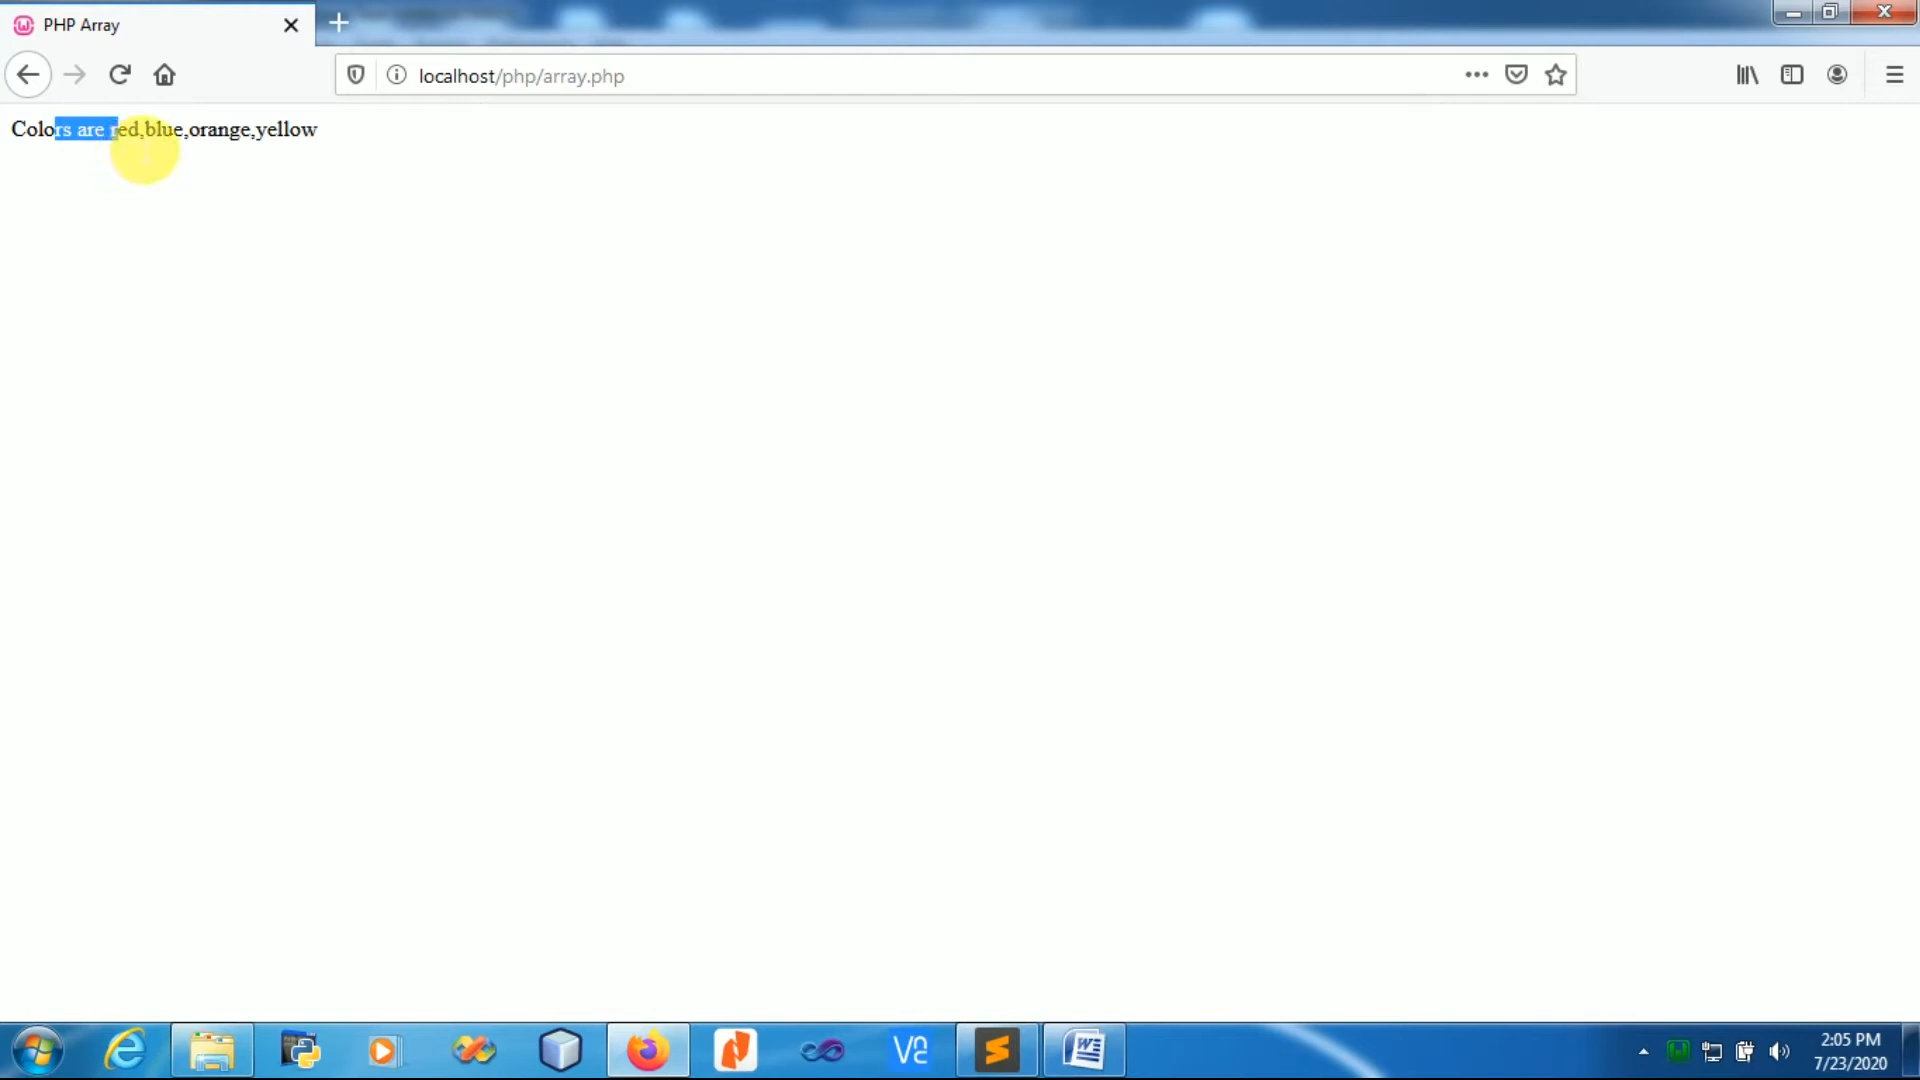 PHP Array
localhost/php/array.php
Colors are red,blue,orange,yellow
2:05 PM
7/23/2020